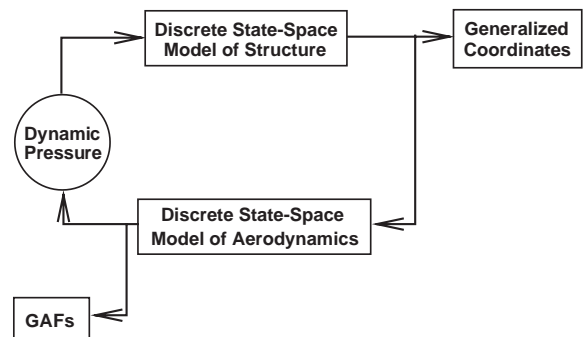 Discrete State-Space
Model of Structure
Generalized
Coordinates
Dynamic
Pressure
Discrete State-Space
Model of Aerodynamics
GAFs